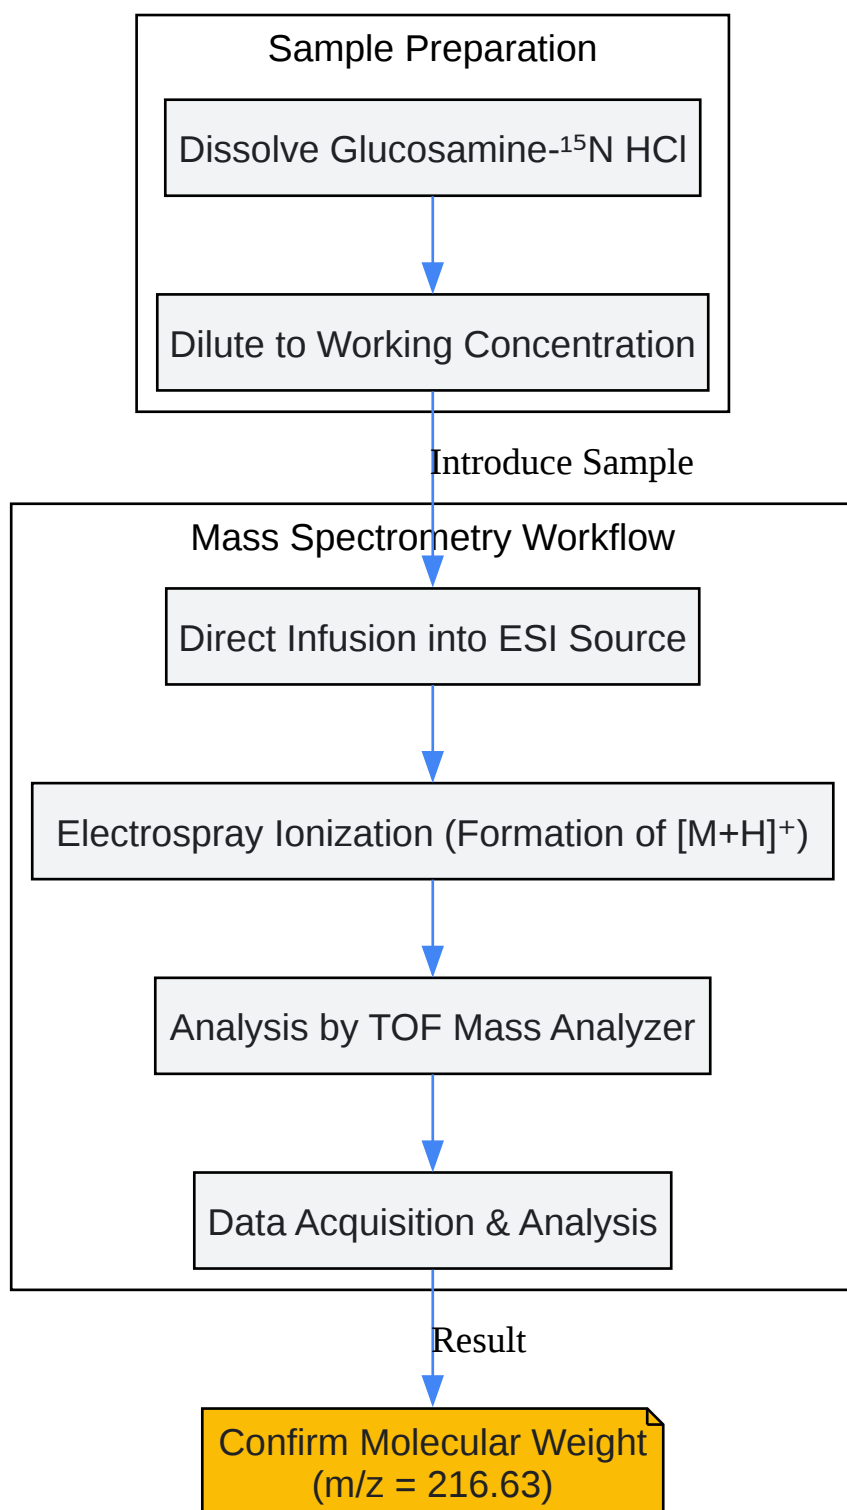 Sample Preparation
Dissolve Glucosamine-¹⁵N HCl
Dilute to Working Concentration
Introduce Sample
Mass Spectrometry Workflow
Direct Infusion into ESI Source
Electrospray Ionization (Formation of [M+H]⁺)
Analysis by TOF Mass Analyzer
Data Acquisition & Analysis
Result
Confirm Molecular Weight
(m/z = 216.63)